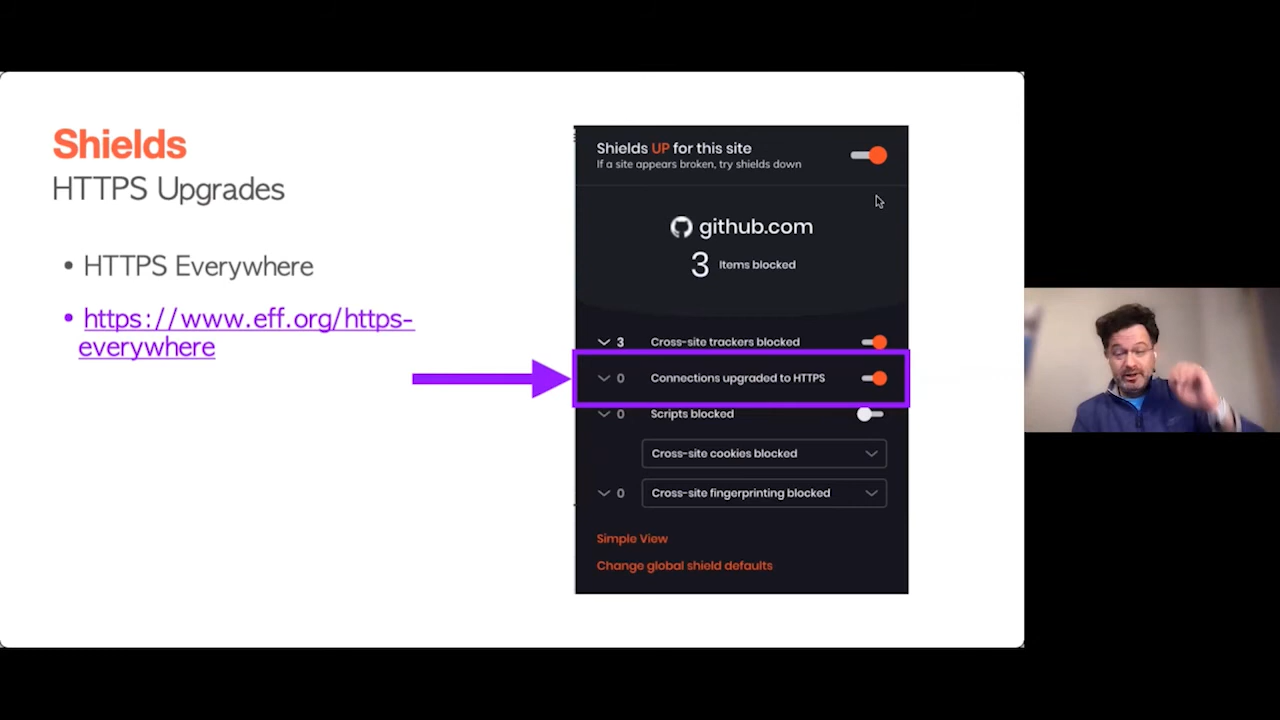 Shields
HTTPS Upgrades
• HTTPS Everywhere
• https://www.eff.org/https-
everywhere
Shields UP for this site
If a site appears broken, try shields down
github.com
3 Items blocked
3 Cross-site trackers blocked
0 Connections upgraded to HTTPS
0 Scripts blocked
Cross-site cookies blocked
0 Cross-site fingerprinting blocked
Simple View
Change global shield defaults